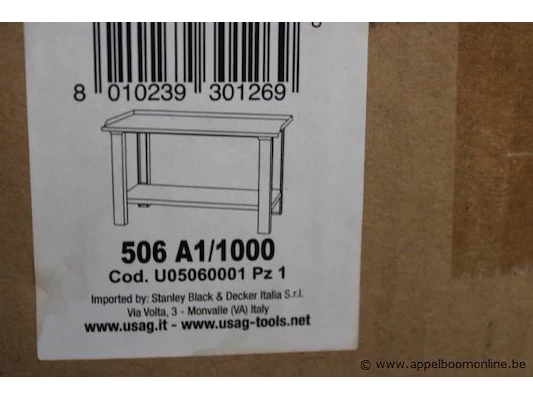 8 010239 301269
506 A1/1000
Cod. U05060001 Pz 1
Imported by: Stanley Black & Decker Italia S.r.l.
Via Volta, 3 - Monvalle (VA) Italy
www.usag.it - www.usag-tools.net
© www.appelboomonline.be